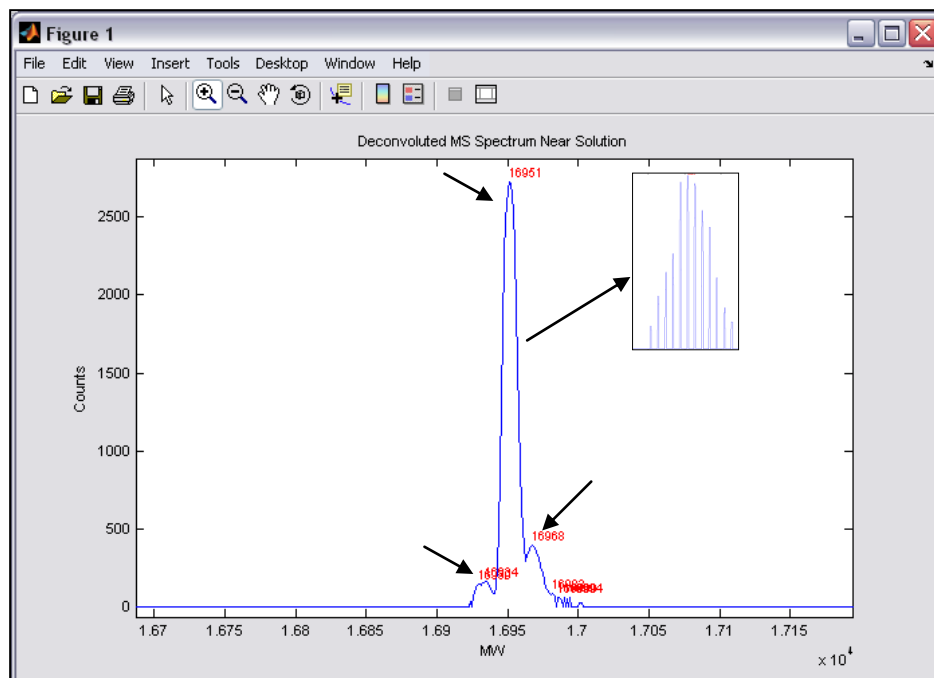 Figure 1
File Edit View Insert Tools Desktop Window Help
Deconvoluted MS Spectrum Near Solution
16951
2500
2000
1500
Counts
1000
500
16968
16934
0
1.67 1.675 1.68 1.685 1.69 1.695 1.7 1.705 1.71 1.715
MW
x 10⁴